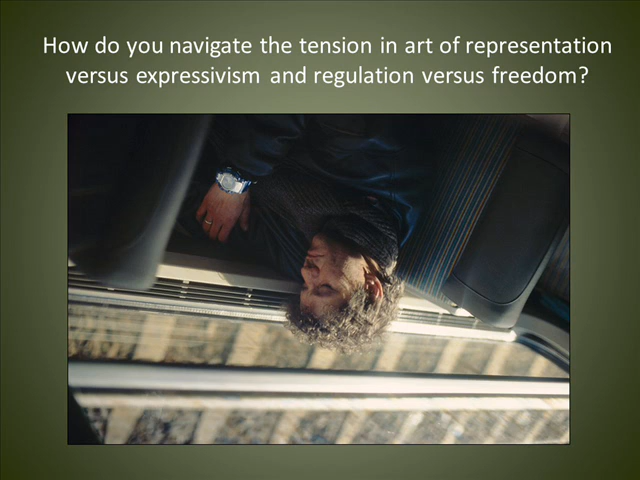 How do you navigate the tension in art of representation
versus expressivism and regulation versus freedom?